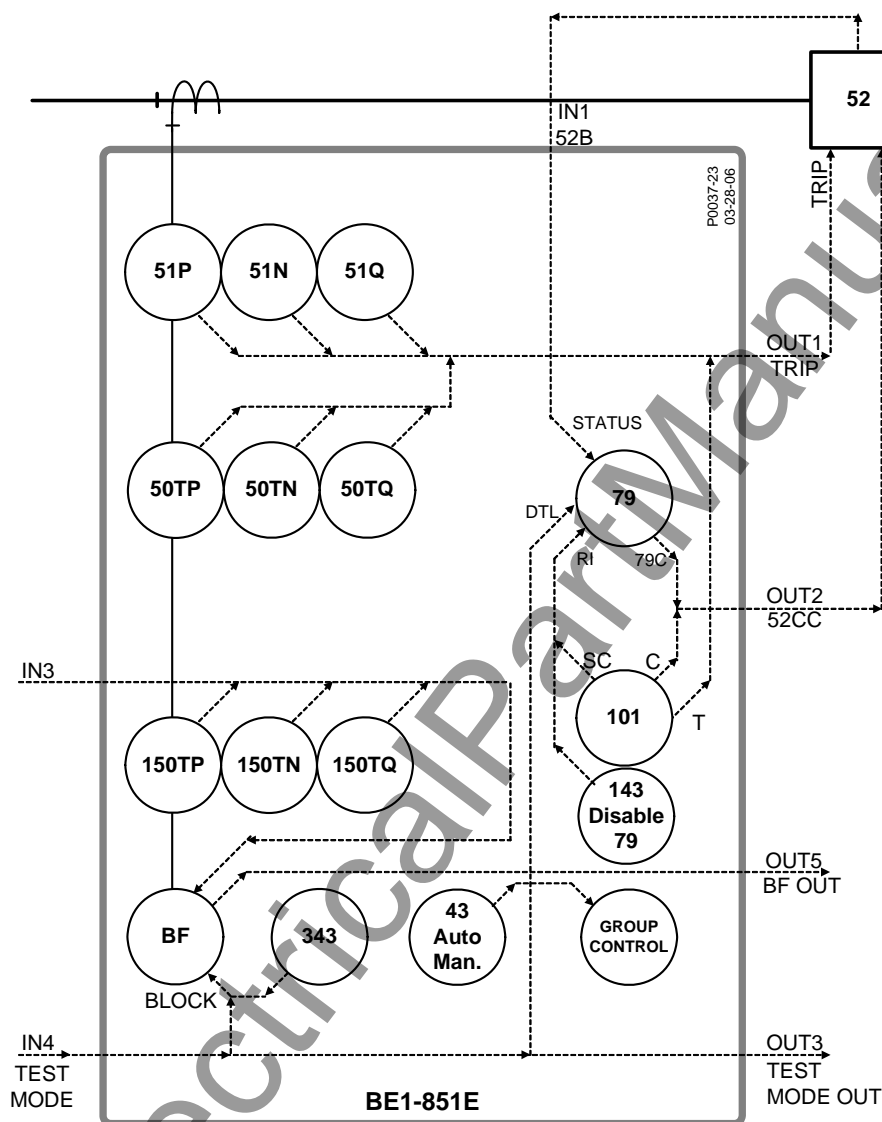 52
IN1
52B
P0037-23
03-28-06
TRIP
51P
51N
51Q
OUT1
TRIP
STATUS
50TP
50TN
50TQ
79
DTL
RI
79C
OUT2
52CC
IN3
SC
C
101
T
150TP
150TN
150TQ
143
Disable
79
OUT5
BF OUT
BF
343
43
Auto
Man.
GROUP
CONTROL
BLOCK
IN4
TEST
MODE
OUT3
TEST
MODE OUT
BE1-851E
ectricalPartManua